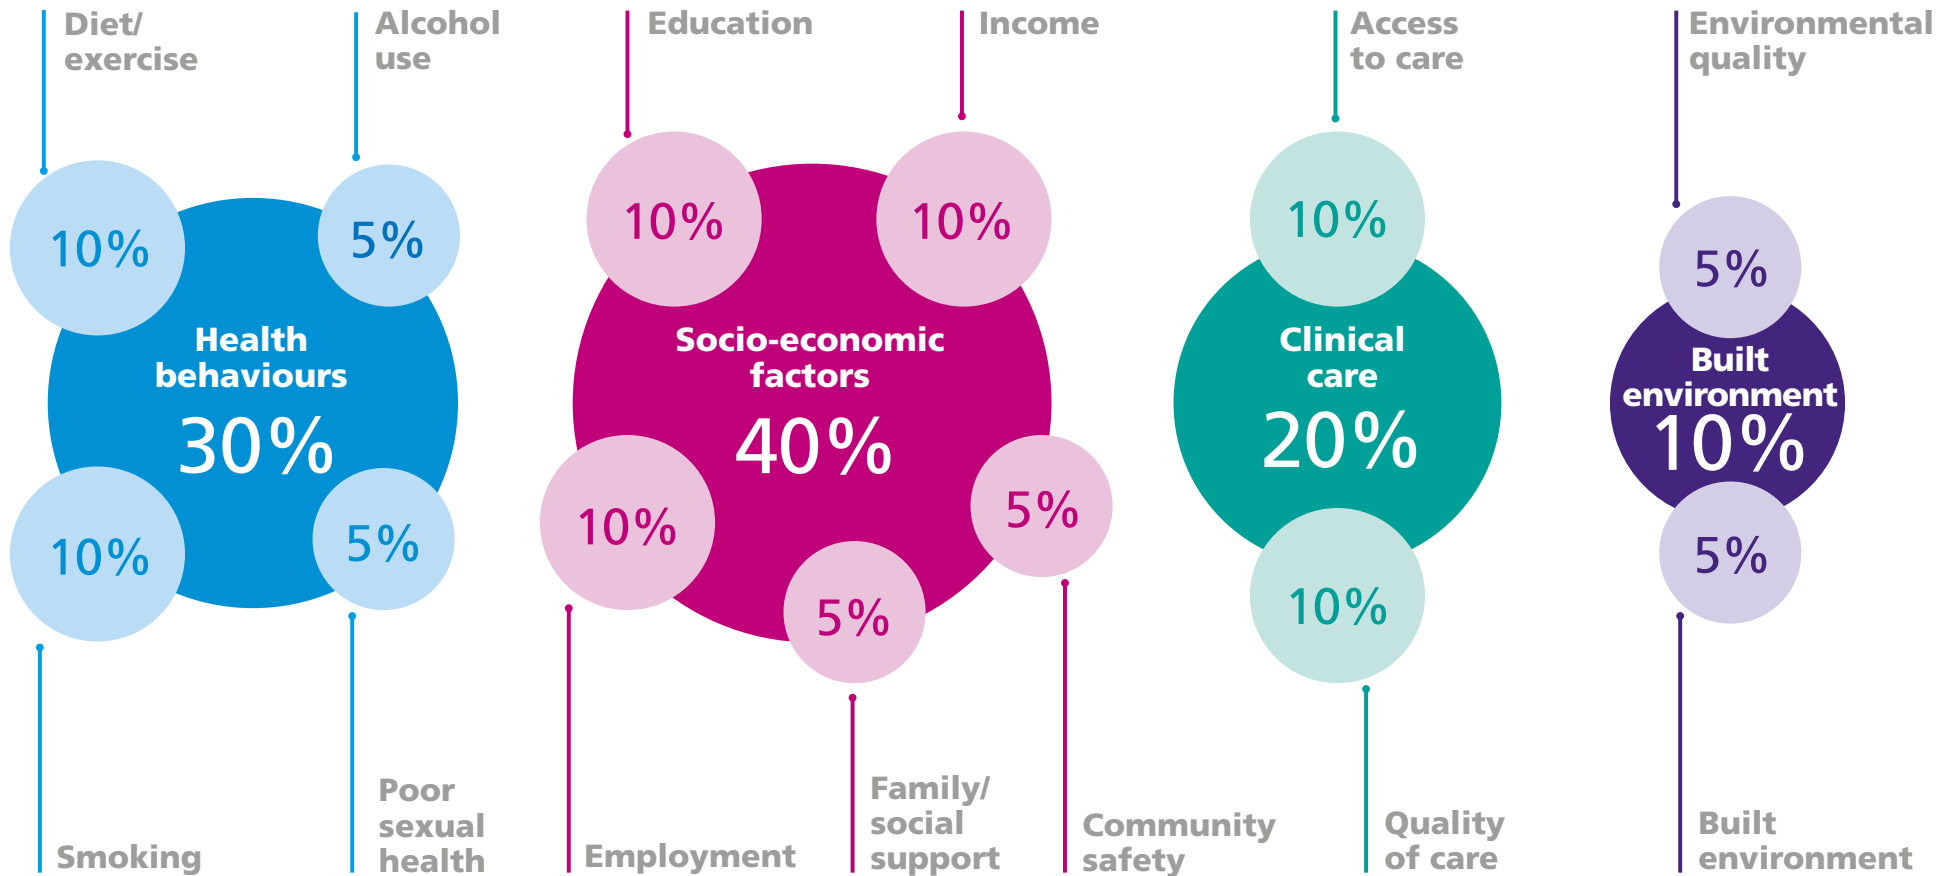 Diet/
exercise
Alcohol
use
Education
Income
Access
to care
Environmental
quality
10%
5%
10%
10%
10%
5%
Health
behaviours
30%
Socio-economic
factors
40%
Clinical
care
20%
Built
environment
10%
10%
5%
10%
5%
5%
10%
5%
Smoking
Poor
sexual
health
Employment
Family/
social
support
Community
safety
Quality
of care
Built
environment